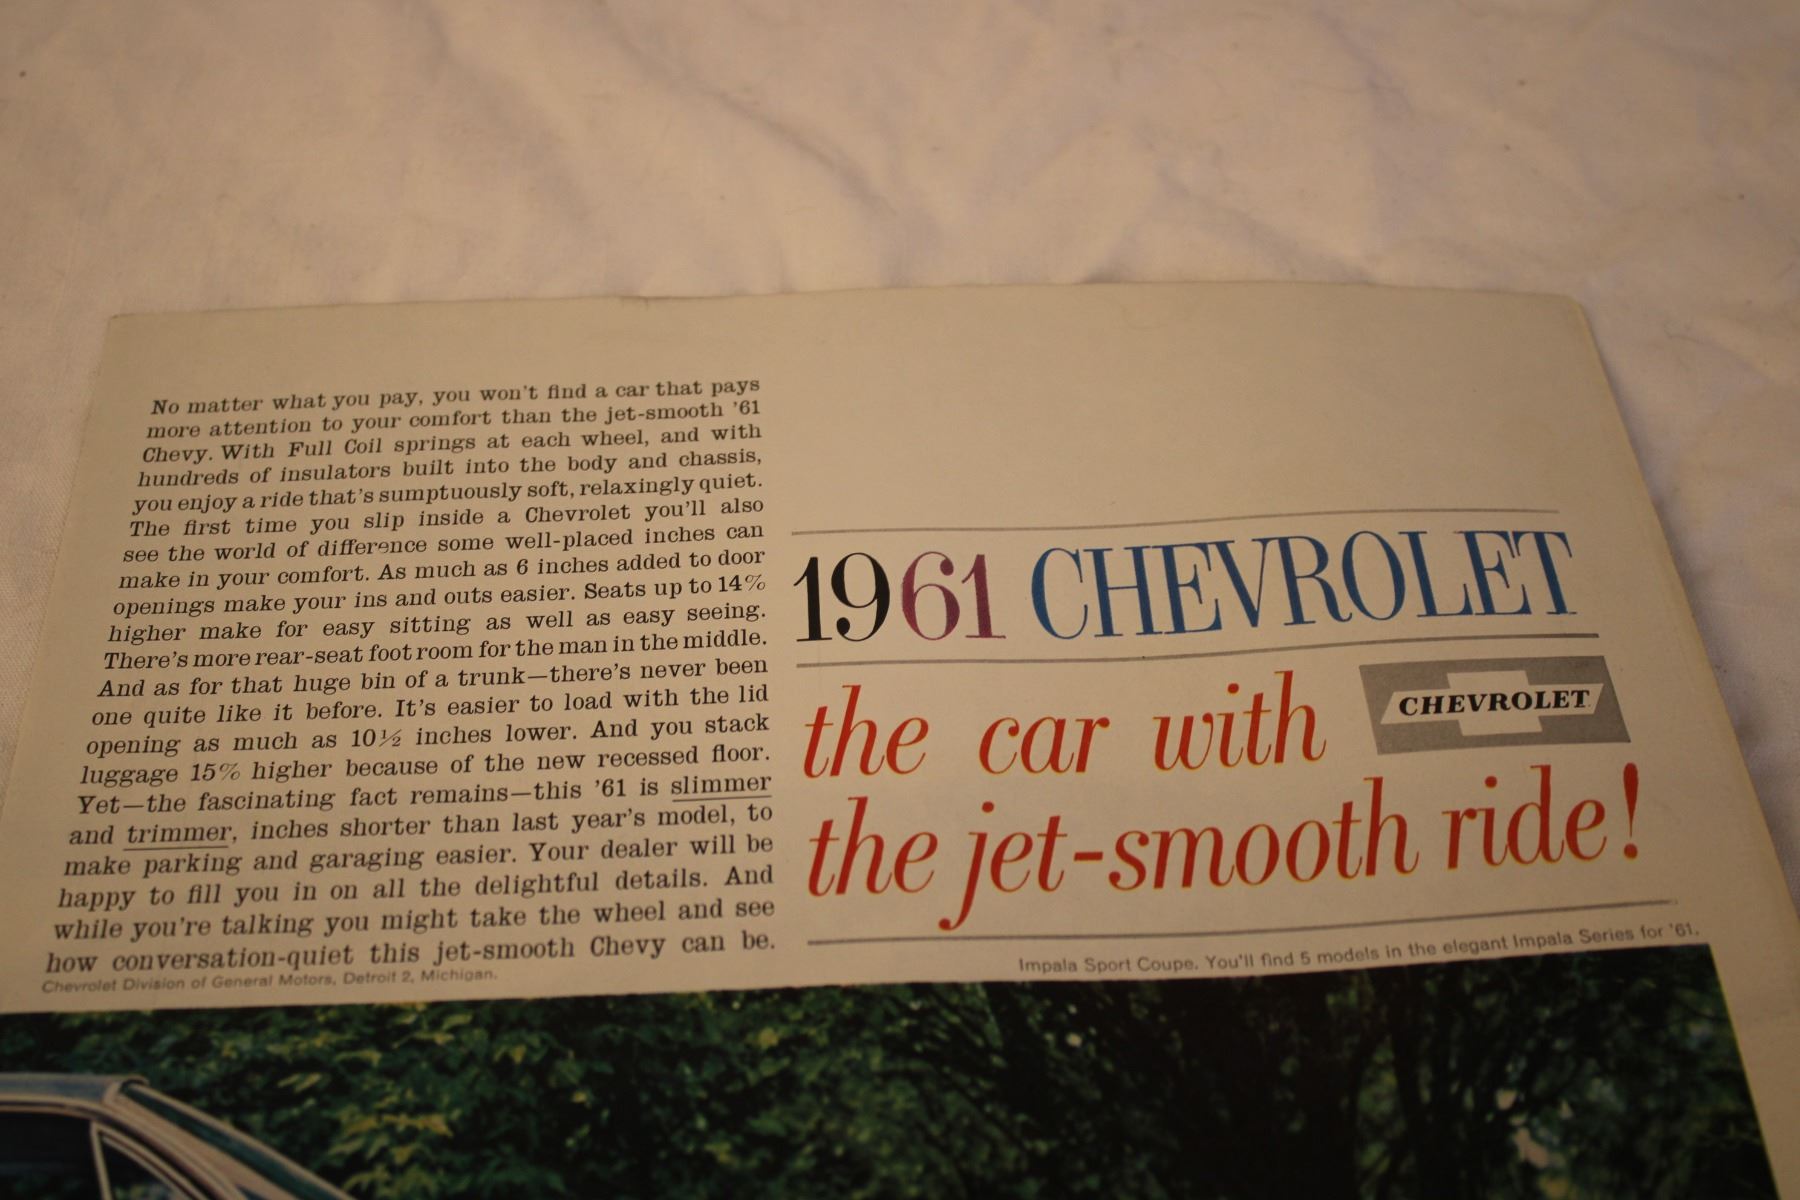 No matter what you pay, you won't find a car that pays
more attention to your comfort than the jet-smooth '61
Chevy. With Full Coil springs at each wheel, and with
hundreds of insulators built into the body and chassis,
you enjoy a ride that's sumptuously soft, relaxingly quiet.
The first time you slip inside a Chevrolet you'll also
see the world of difference some well-placed inches can
make in your comfort. As much as 6 inches added to door
openings make your ins and outs easier. Seats up to 14%
higher make for easy sitting as well as easy seeing.
There's more rear-seat foot room for the man in the middle.
And as for that huge bin of a trunk—there's never been
one quite like it before. It's easier to load with the lid
opening as much as 10½ inches lower. And you stack
luggage 15% higher because of the new recessed floor.
Yet—the fascinating fact remains—this '61 is slimmer
and trimmer, inches shorter than last year's model, to
make parking and garaging easier. Your dealer will be
happy to fill you in on all the delightful details. And
while you're talking you might take the wheel and see
how conversation-quiet this jet-smooth Chevy can be.
Chevrolet Division of General Motors, Detroit 2, Michigan.
1961 CHEVROLET
the car with
CHEVROLET
the jet-smooth ride!
Impala Sport Coupe. You'll find 5 models in the elegant Impala Series for '61.